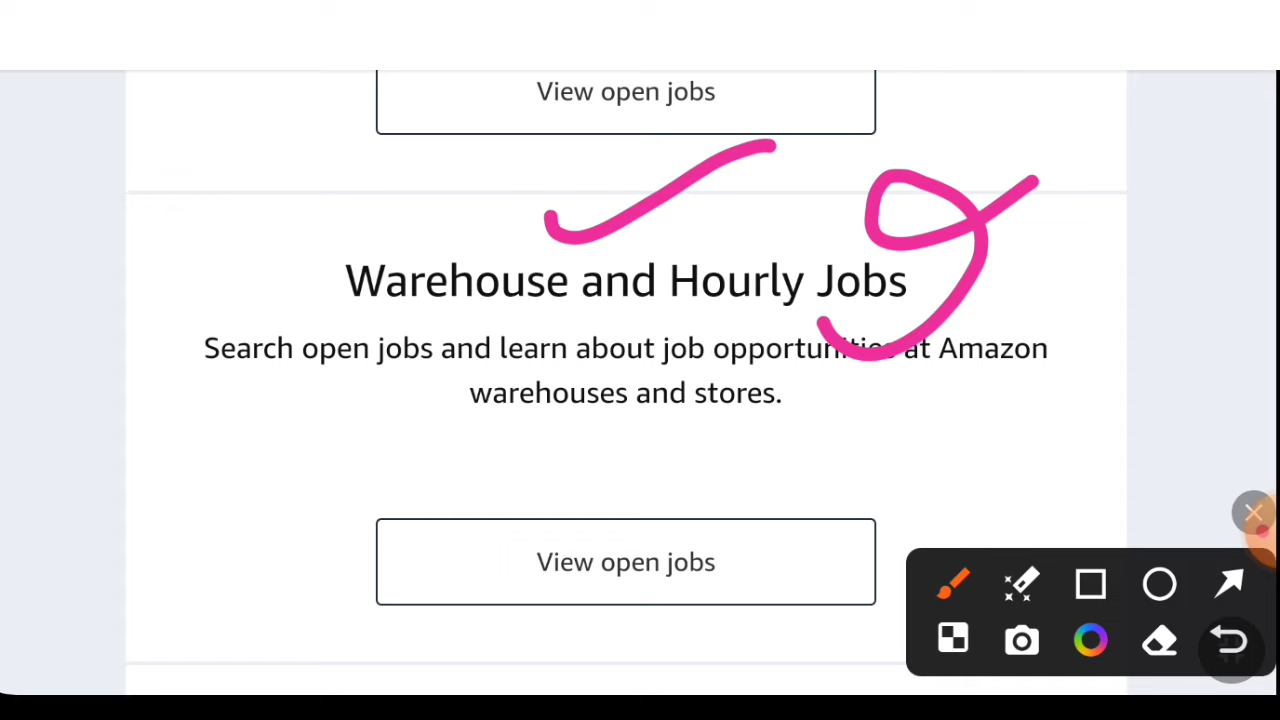 View open jobs
Warehouse and Hourly Jobs
Search open jobs and learn about job opportunities at Amazon
warehouses and stores.
View open jobs